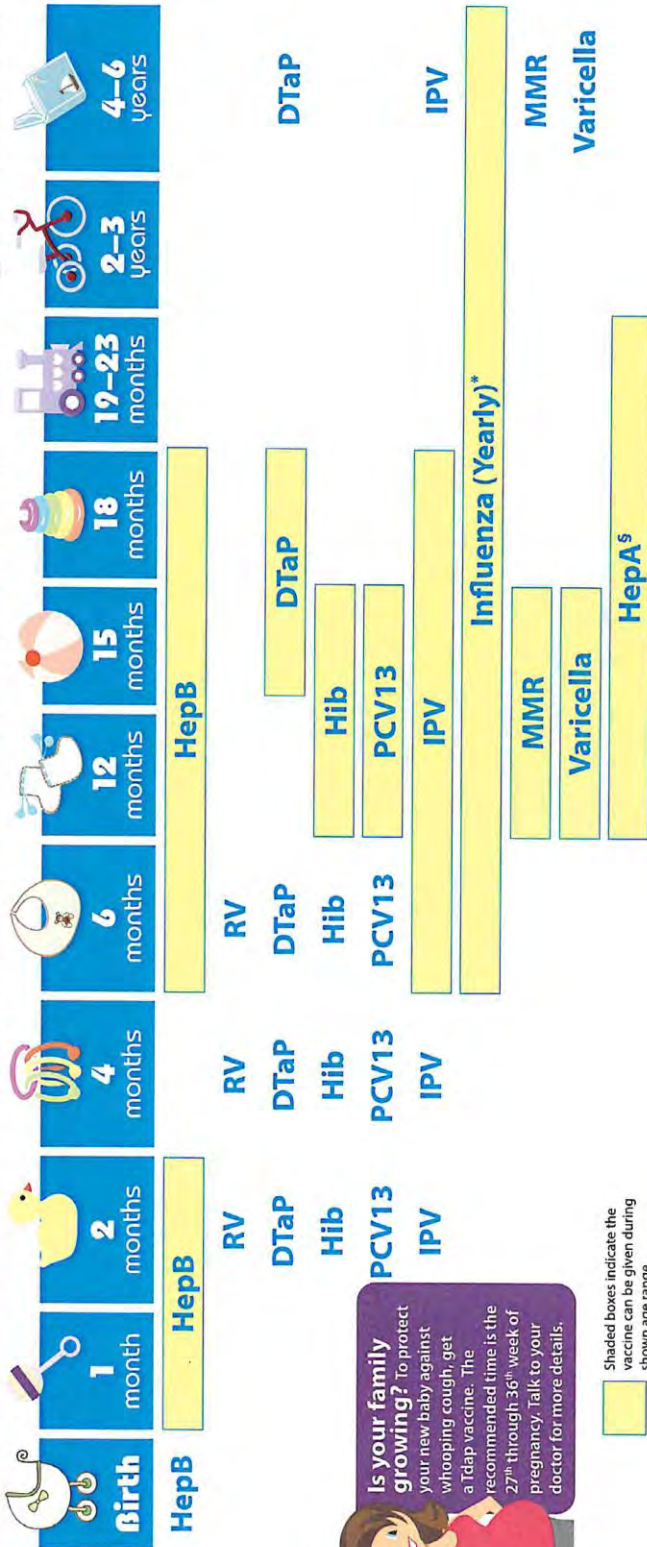 Birth
1
month
2
months
4
months
6
months
12
months
15
months
18
months
19–23
months
2–3
years
4–6
years
HepB
HepB
HepB
RV
RV
RV
DTaP
DTaP
DTaP
DTaP
DTaP
Hib
Hib
Hib
Hib
PCV13
PCV13
PCV13
PCV13
IPV
IPV
IPV
IPV
Influenza (Yearly)*
MMR
MMR
Varicella
Varicella
HepA§
Is your family
growing? To protect
your new baby against
whooping cough, get
a Tdap vaccine. The
recommended time is the
27th through 36th week of
pregnancy. Talk to your
doctor for more details.
Shaded boxes indicate the
vaccine can be given during
shown age range.